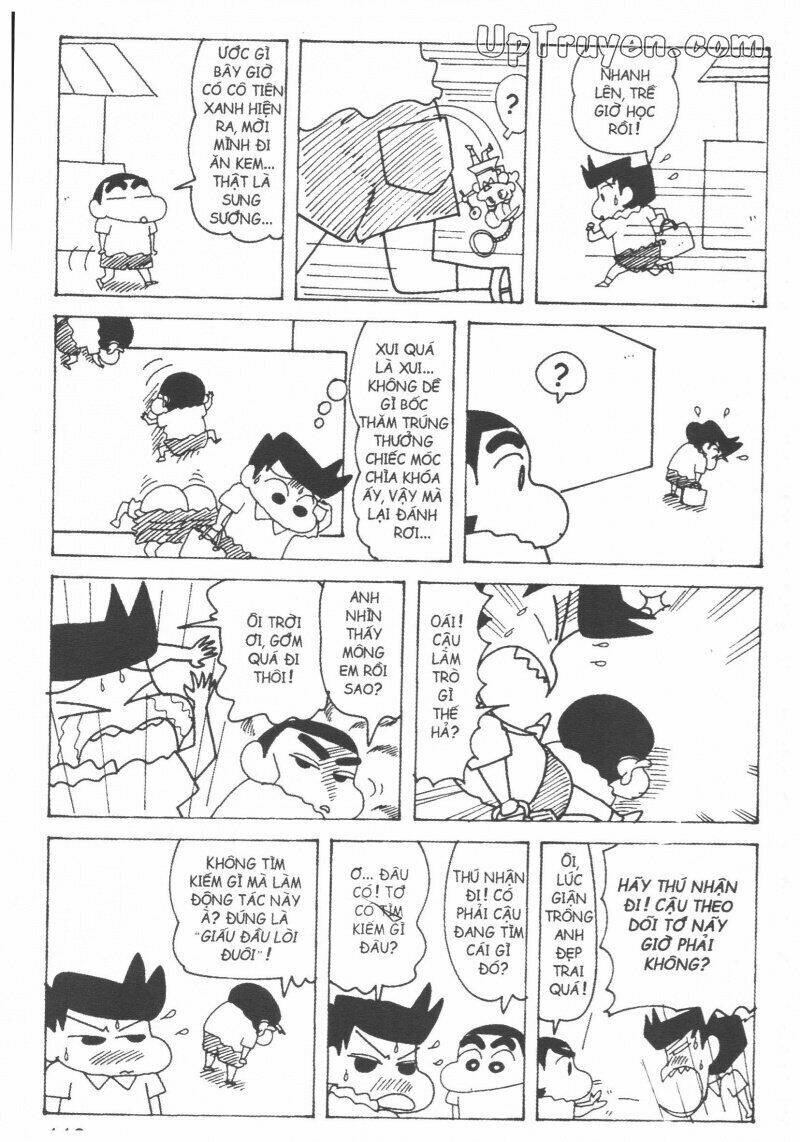 UpTruyen.com
NHANH
LÊN, TRỄ
GIỜ HỌC
RỒI!
?
ƯỚC GÌ
BÂY GIỜ
CÓ CÔ TIÊN
XANH HIỆN
RA, MỜI
MÌNH ĐI
ĂN KEM...
THẬT LÀ
SUNG
SƯỚNG...
?
XUI QUÁ
LÀ XUI...
KHÔNG DỄ
GÌ BỐC
THĂM TRÚNG
THƯỞNG
CHIẾC MÓC
CHÌA KHÓA
ẤY, VẬY MÀ
LẠI ĐÁNH
RƠI...
OÁI!
CẬU
LẮM
TRÒ
GÌ
THẾ
HẢ?
ANH
NHÌN
THẤY
MÔNG
EM RỒI
SAO?
ÔI TRỜI
ƠI, GỚM
QUÁ ĐI
THÔI!
HÃY THÚ NHẬN
ĐI! CẬU THEO
DÕI TỚ NÃY
GIỜ PHẢI
KHÔNG?
ÔI,
LÚC
GIẬN
TRÔNG
ANH
ĐẸP
TRAI
QUÁ!
THÚ NHẬN
ĐI! CÓ
PHẢI CẬU
ĐANG TÌM
CÁI GÌ
ĐÓ?
Ơ... ĐÂU
CÓ! TỚ
CÓ TÌM
KIẾM GÌ
ĐÂU?
KHÔNG TÌM
KIẾM GÌ MÀ LÀM
ĐỘNG TÁC NÀY
À? ĐÚNG LÀ
"GIẤU ĐẦU LÒI
ĐUÔI"!